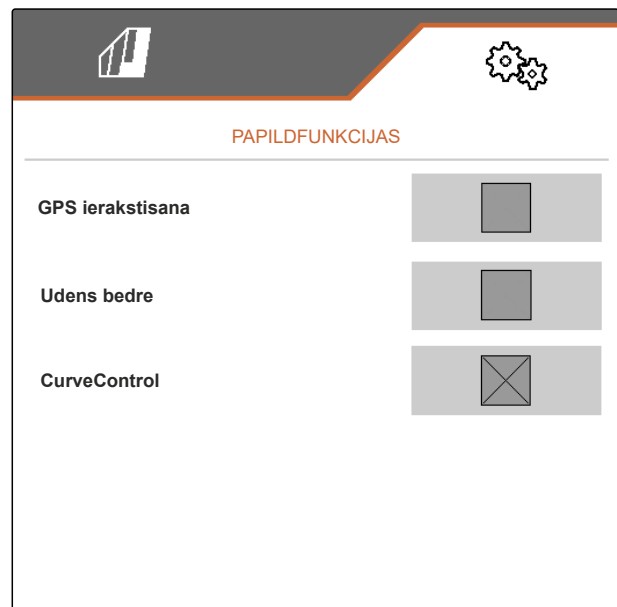 PAPILDFUNKCIJAS
GPS ierakstisana
Udens bedre
CurveControl